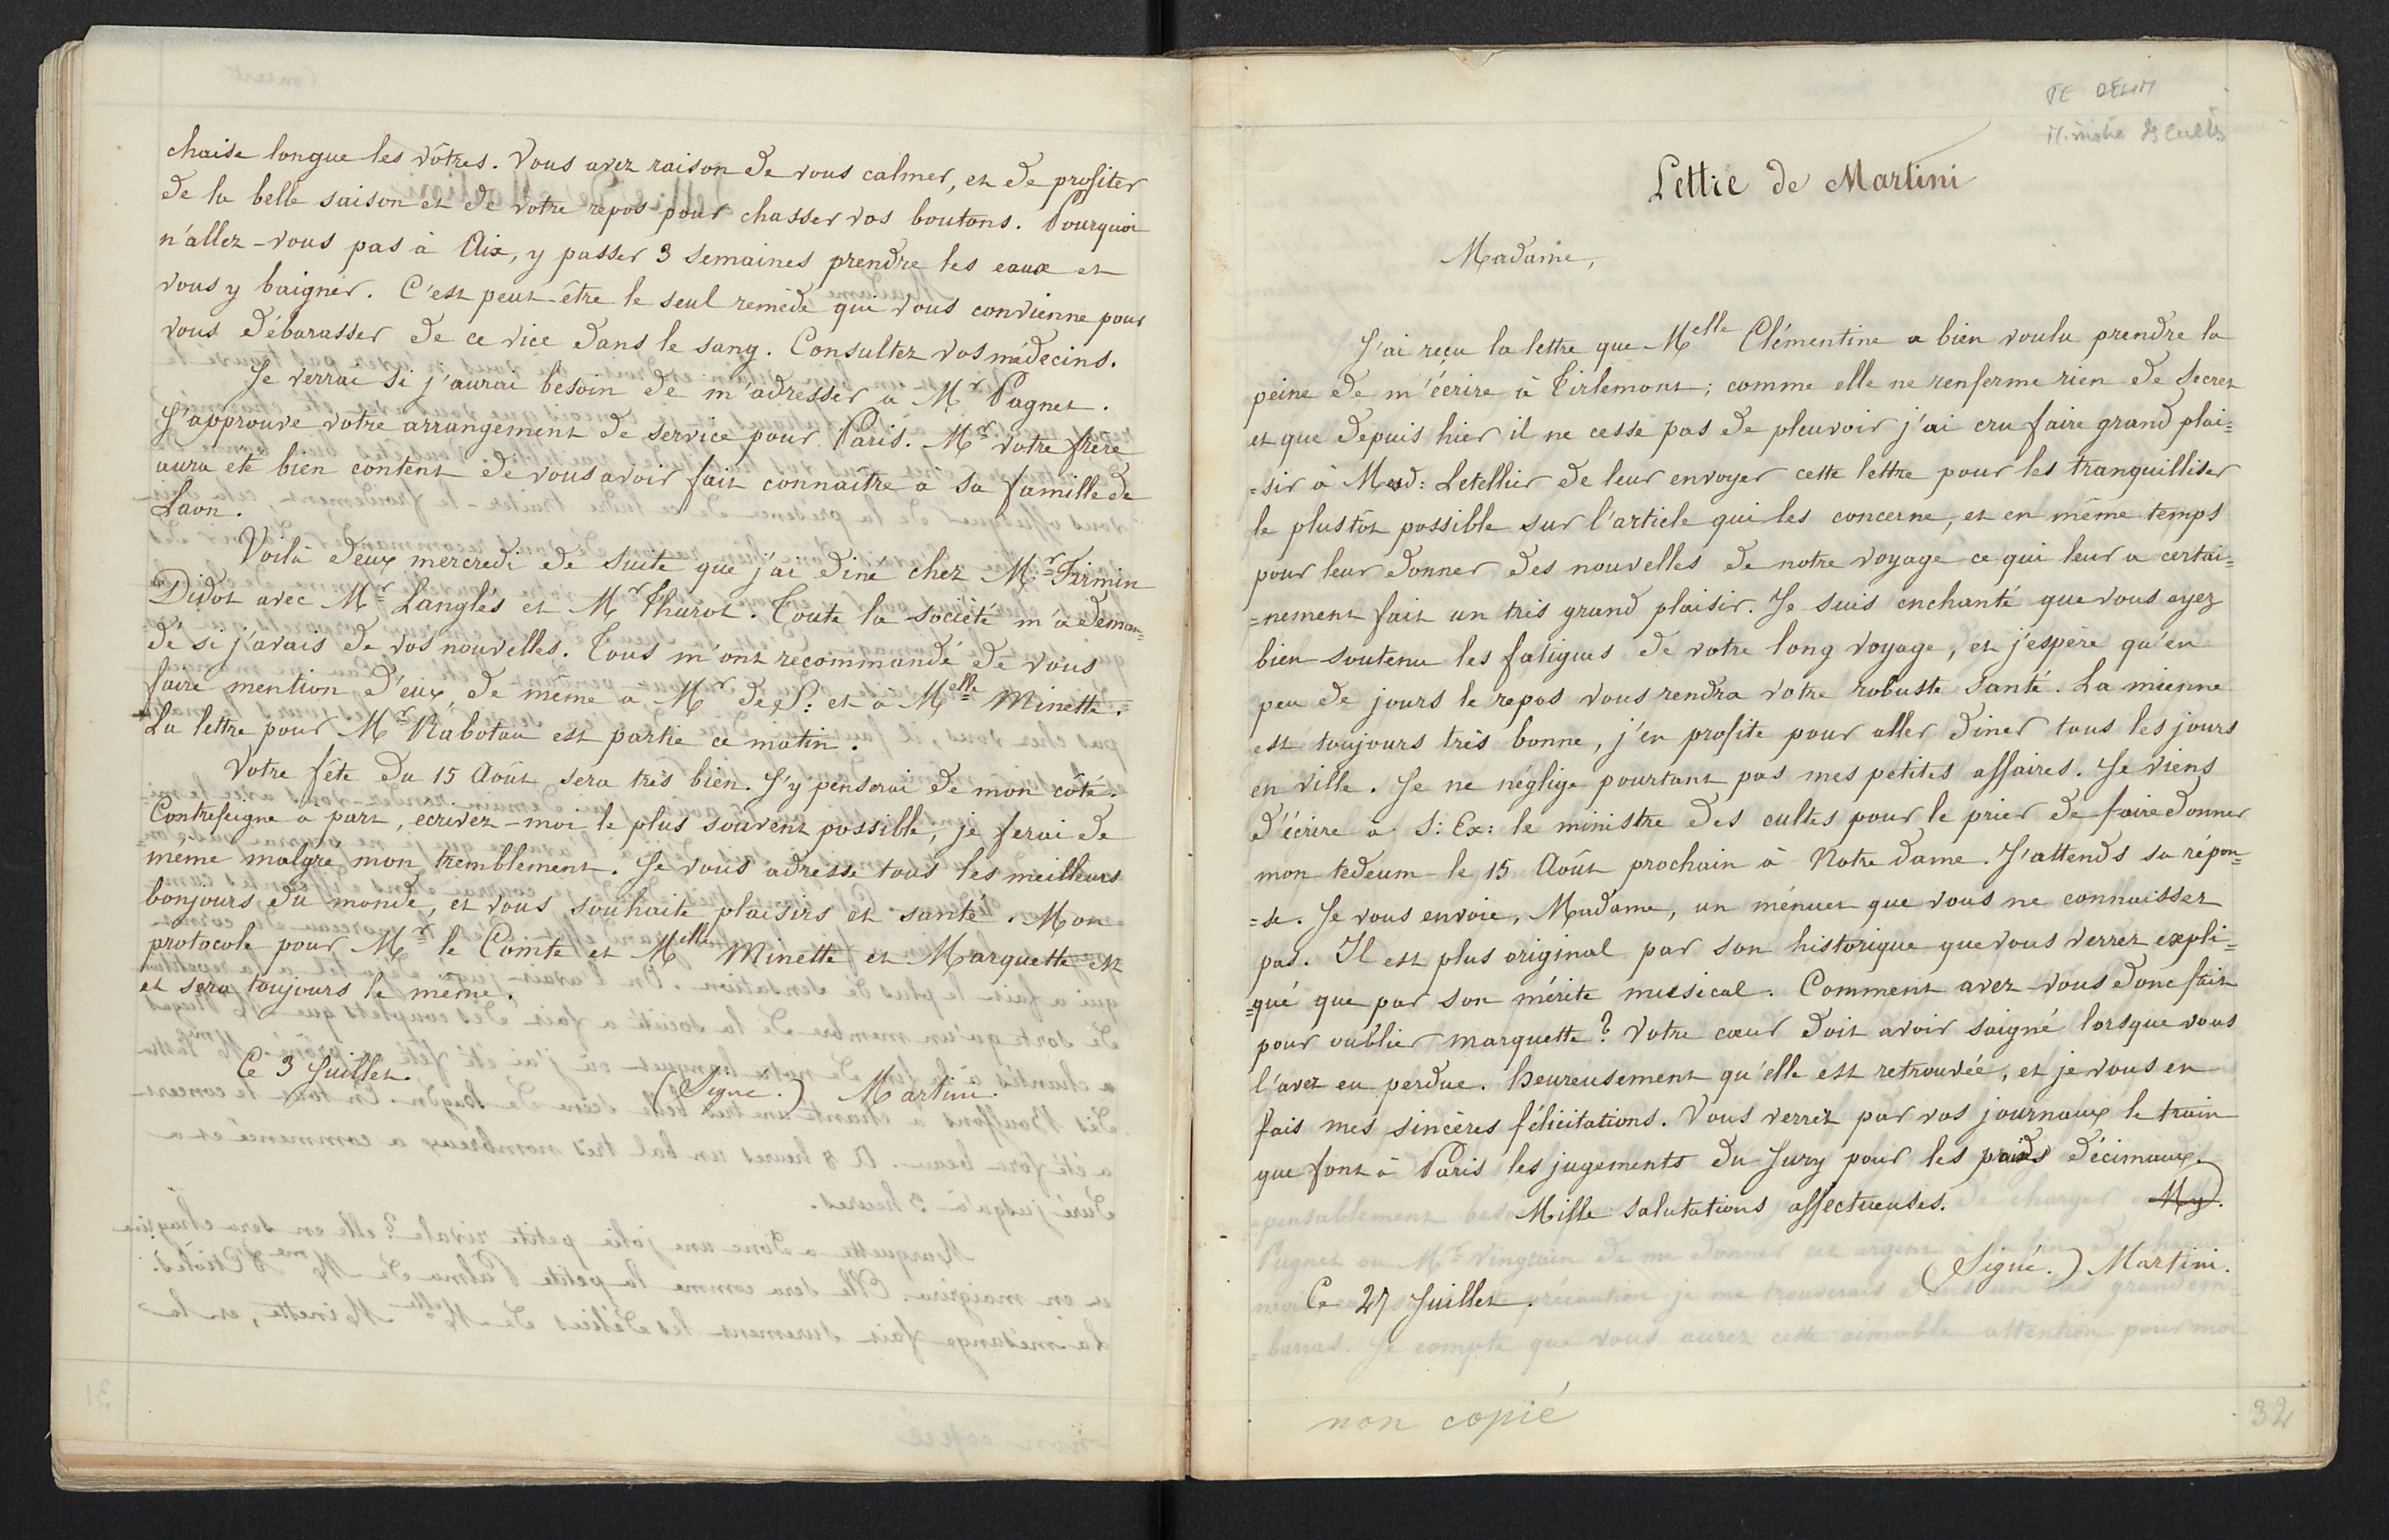 chaise longue les vôtres. Vous avez raison de vous calmer, et de profiter
de la belle saison et de votre repos pour chasser vos boutons. Pourquoi
n'allez-vous pas à Aix, y passer 3 semaines prendre les eaux et
vous y baigner. C'est peut-être le seul remède qui vous convienne pour
vous débarasser de ce vice dans le sang. Consultez vos médecins.
Je verrai si j'aurai besoin de m'adresser a Mr Pagnet.
J'approuve votre arrangement de service pour Paris. Mr votre frère
aura été bien content de vous avoir fait connaître à sa famille de
Laon.
Voilà deux mercredi de suite que j'ai diné chez Mr Firmin
Didot avec Mr Langlès et Mr Thurot. Toute la société m'a deman=
dé si j'avais de vos nouvelles. Tous m'ont recommandé de vous
faire mention d'eux de même a Mr de S: et à Melle Minette.
La lettre pour Mr Rabotau est partie ce matin.
Votre fête du 15 Août sera très bien. J'y penserai de mon côté.
Contreseigne a part, ecrivez-moi le plus souvent possible, je ferai de
même malgré mon tremblement. Je vous adresse tous les meilleurs
bonjours du monde, et vous souhaite plaisirs et santé. Mon
protocole pour Mr le Comte et Melle Minette et Marquette est
et sera toujours le même.
Ce 3 Juillet.
(Signé.) Martini.
TE DEUM
Ministre des Cultes
Lettre de Martini
Madame,
J'ai reçu la lettre que Melle Clémentine a bien voulu prendre la
peine de m'écrire à Tirlemont; comme elle ne renferme rien de secret
et que depuis hier il ne cesse pas de pleuvoir j'ai cru faire grand plai=
=sir à Mesd: Letellier de leur envoyer cette lettre pour les tranquilliser
le plustôt possible sur l'article qui les concerne, et en même temps
pour leur donner des nouvelles de notre voyage ce qui leur a certai=
=nement fait un très grand plaisir. Je suis enchanté que vous ayez
bien soutenu les fatigues de votre long voyage, et j'espère qu'en
peu de jours le repos vous rendra votre robuste santé. La mienne
est toujours très bonne, j'en profite pour aller diner tous les jours
en ville. Je ne néglige pourtant pas mes petites affaires. Je viens
d'écrire a S: Ex: le ministre des cultes pour le prier de faire donner
mon tedeum le 15 Août prochain à Notre dame. J'attends sa répon=
=se. Je vous envoie, Madame, un ménuet que vous ne connaissez
pas. Il est plus original par son historique que vous verrez expli=
=qué que par son mérite musical. Comment avez-vous donc fait
pour oublier marquette? Votre cœur doit avoir saigné lorsque vous
l'avez eu perdue. Heureusement qu'elle est retrouvée, et je vous en
fais mes sincères félicitations. Vous verrez par vos journaux le train
que font à Paris les jugements du Jury pour les poids décimaux.
Mille salutations affectueuses.
(Signé.) Martini.
Ce 27 Juillet.
non copié
32